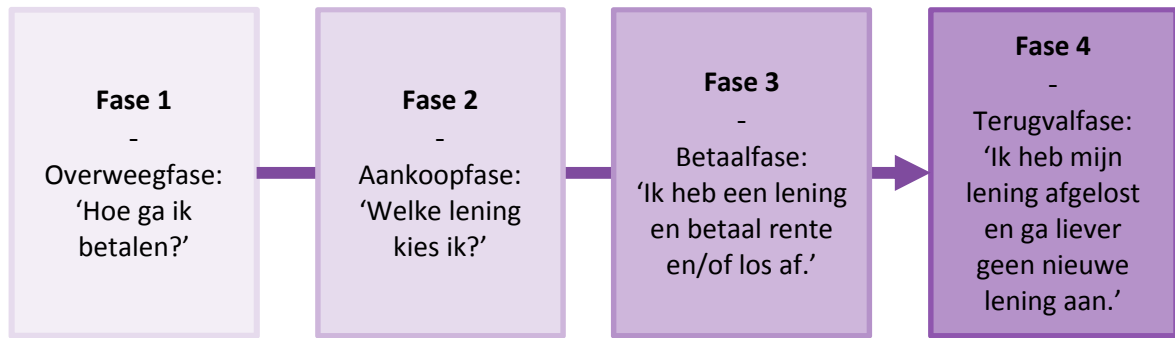 Fase 1
-
Overweegfase:
‘Hoe ga ik
betalen?’
Fase 2
-
Aankoopfase:
‘Welke lening
kies ik?’
Fase 3
-
Betaalfase:
‘Ik heb een lening
en betaal rente
en/of los af.’
Fase 4
-
Terugvalfase:
‘Ik heb mijn
lening afgelost
en ga liever
geen nieuwe
lening aan.’